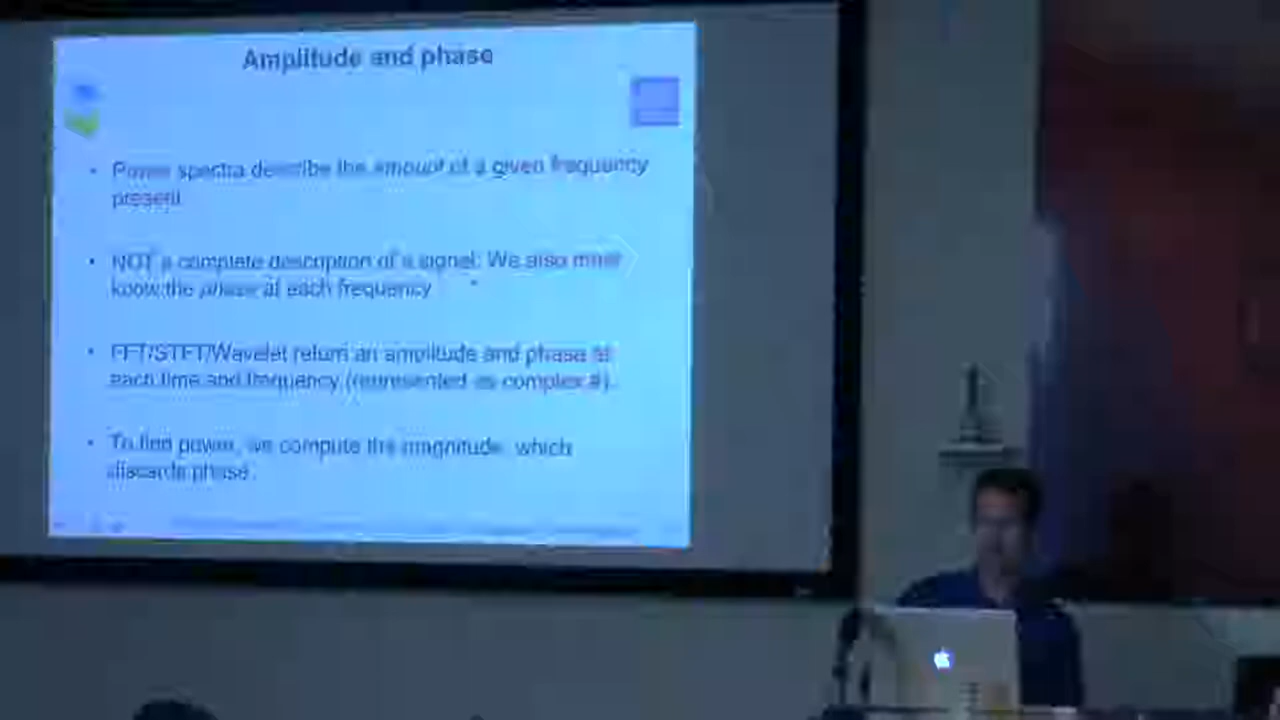 Amplitude and phase
• Power spectra describe the amount of a given frequency
present
• NOT a complete description of a signal: We also must
know the phase at each frequency
• FFT/STFT/Wavelet return an amplitude and phase at
each time and frequency (represented as complex #).
• To find power, we compute the magnitude, which
discards phase.